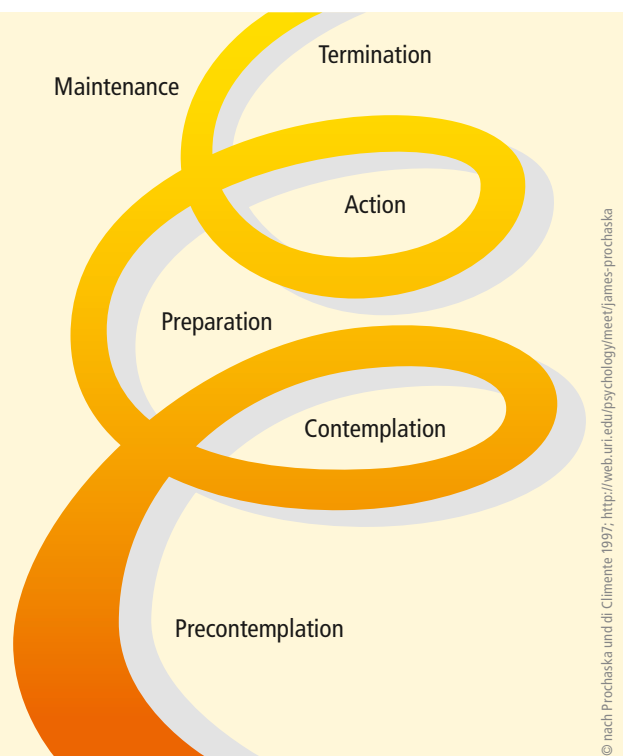 Termination
Maintenance
Action
Preparation
Contemplation
Precontemplation
© nach Prochaska und di Climente 1997; http://web.uri.edu/psychology/meet/james-prochaska